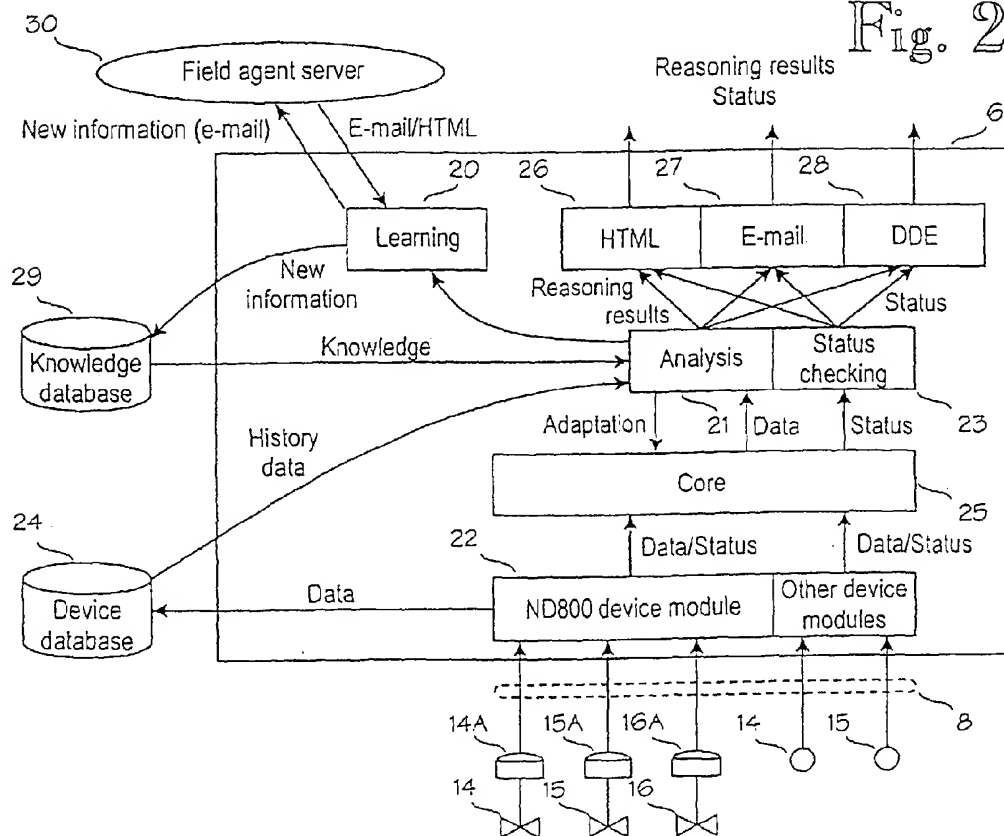 Fig. 2
30
Field agent server
Reasoning results
Status
New information (e-mail)
E-mail/HTML
6
20
26
27
28
Learning
HTML
E-mail
DDE
New
information
Reasoning
results
Status
29
Knowledge
database
Knowledge
Analysis
Status
checking
Adaptation
21
Data
Status
23
History
data
Core
25
24
22
Data/Status
Data/Status
Device
database
Data
ND800 device module
Other device
modules
8
14A
15A
16A
14
15
14
15
16